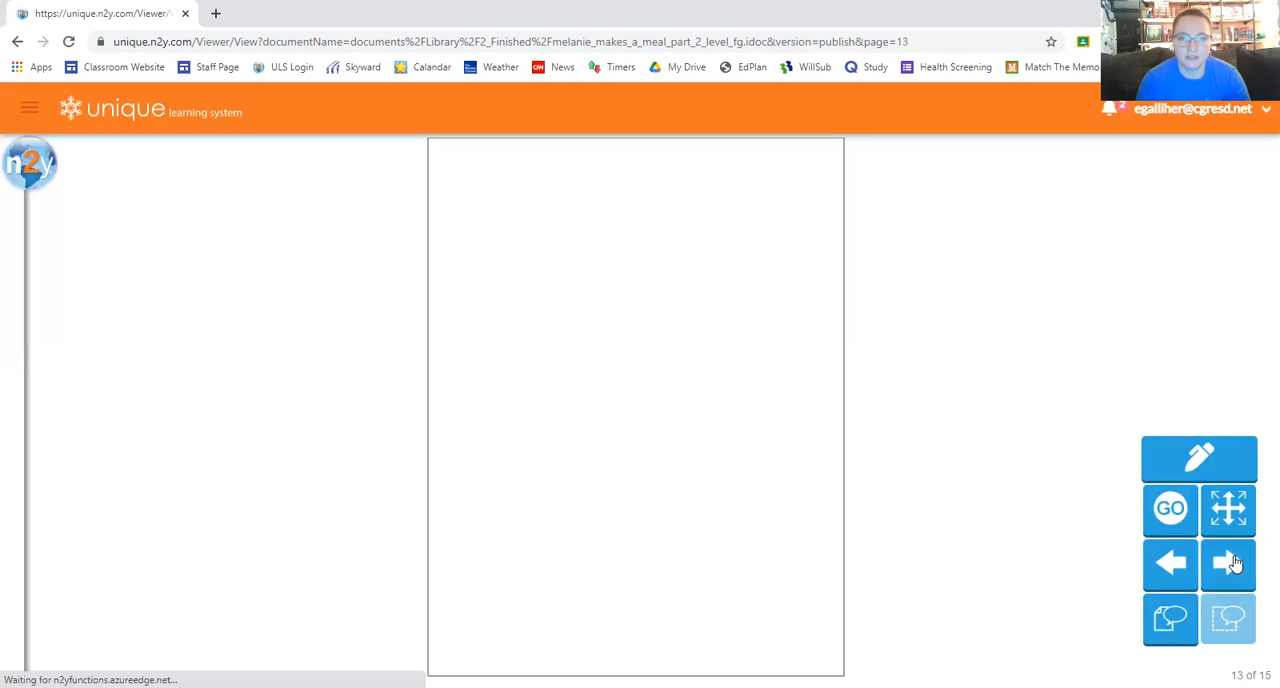 https://unique.n2y.com/Viewer/
unique.n2y.com/Viewer/View?documentName=documents%2FLibrary%2F2_Finished%2Fmelanie_makes_a_meal_part_2_level_fg.idoc&version=publish&page=13
Apps Classroom Website Staff Page ULS Login Skyward Calandar Weather News Timers My Drive EdPlan WillSub Study Health Screening Match The Memo
unique learning system
2 egalliher@cgresd.net
n2y
GO
Waiting for n2yfunctions.azureedge.net...
13 of 15